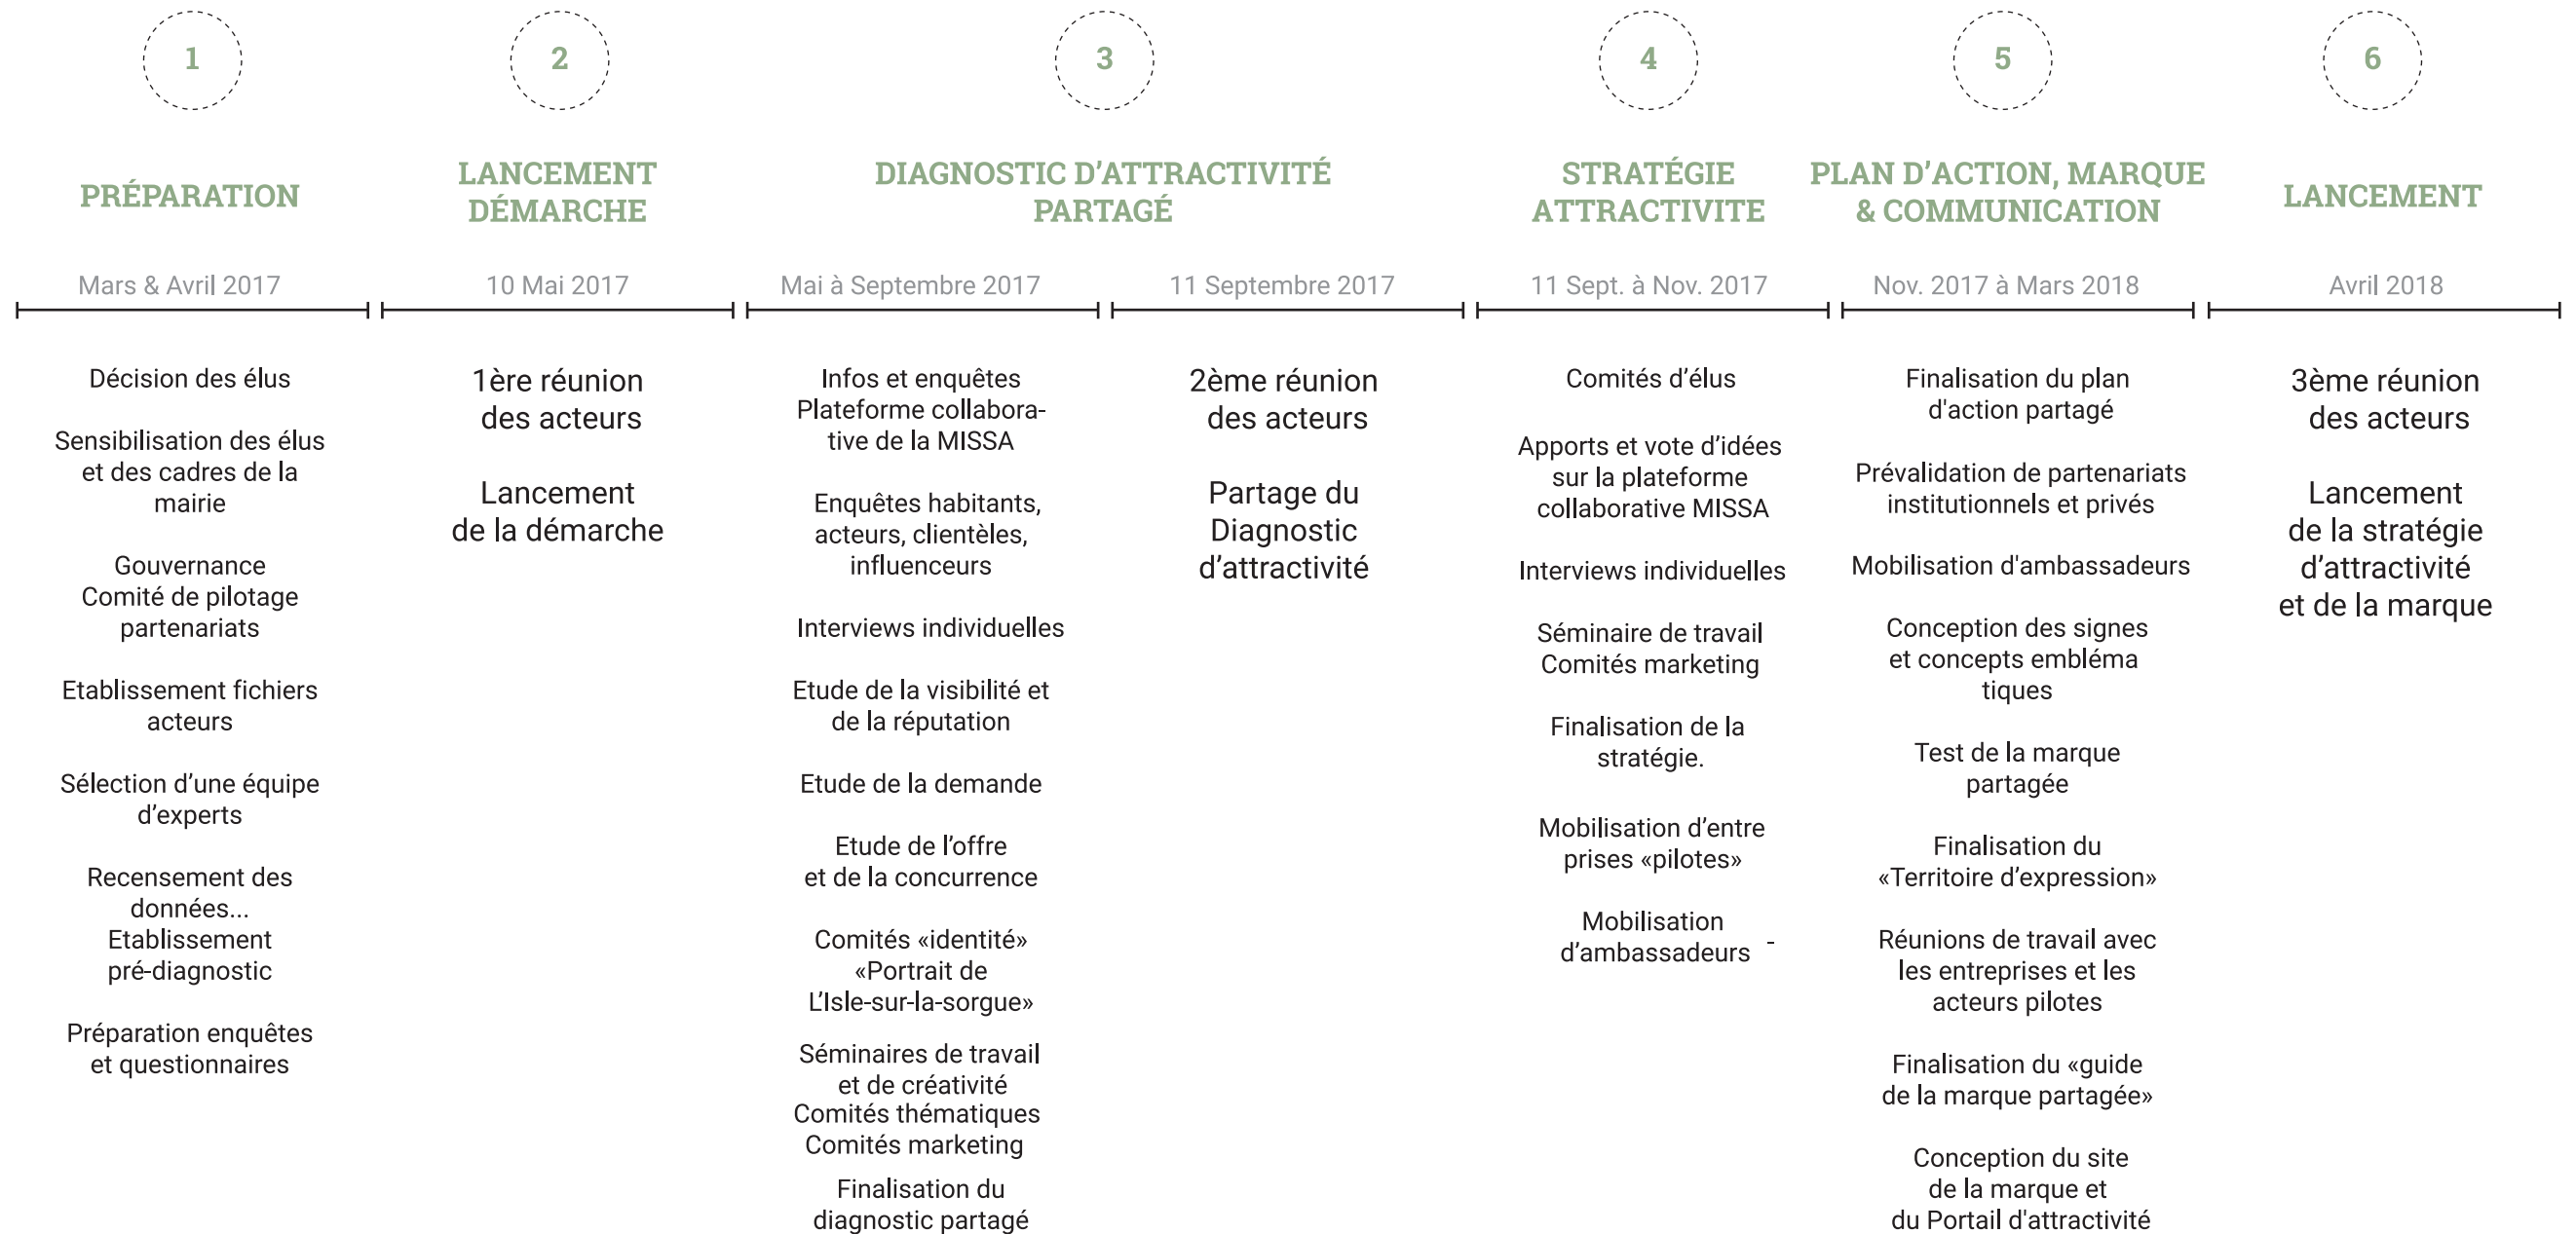 1
2
3
4
5
6
PRÉPARATION
LANCEMENT
DÉMARCHE
DIAGNOSTIC D’ATTRACTIVITÉ
PARTAGÉ
STRATÉGIE
ATTRACTIVITE
PLAN D’ACTION, MARQUE
& COMMUNICATION
LANCEMENT
Mars & Avril 2017
10 Mai 2017
Mai à Septembre 2017
11 Septembre 2017
11 Sept. à Nov. 2017
Nov. 2017 à Mars 2018
Avril 2018
Décision des élus
Sensibilisation des élus
et des cadres de la
mairie
Gouvernance
Comité de pilotage
partenariats
Etablissement fichiers
acteurs
Sélection d’une équipe
d’experts
Recensement des
données...
Etablissement
pré-diagnostic
Préparation enquêtes
et questionnaires
1ère réunion
des acteurs
Lancement
de la démarche
Infos et enquêtes
Plateforme collabora-
tive de la MISSA
Enquêtes habitants,
acteurs, clientèles,
influenceurs
Interviews individuelles
Etude de la visibilité et
de la réputation
Etude de la demande
Etude de l’offre
et de la concurrence
Comités «identité»
«Portrait de
L’Isle-sur-la-sorgue»
Séminaires de travail
et de créativité
Comités thématiques
Comités marketing
Finalisation du
diagnostic partagé
2ème réunion
des acteurs
Partage du
Diagnostic
d’attractivité
Comités d’élus
Apports et vote d’idées
sur la plateforme
collaborative MISSA
Interviews individuelles
Séminaire de travail
Comités marketing
Finalisation de la
stratégie.
Mobilisation d’entre
prises «pilotes»
Mobilisation
d’ambassadeurs -
Finalisation du plan
d'action partagé
Prévalidation de partenariats
institutionnels et privés
Mobilisation d'ambassadeurs
Conception des signes
et concepts embléma
tiques
Test de la marque
partagée
Finalisation du
«Territoire d’expression»
Réunions de travail avec
les entreprises et les
acteurs pilotes
Finalisation du «guide
de la marque partagée»
Conception du site
de la marque et
du Portail d'attractivité
3ème réunion
des acteurs
Lancement
de la stratégie
d’attractivité
et de la marque